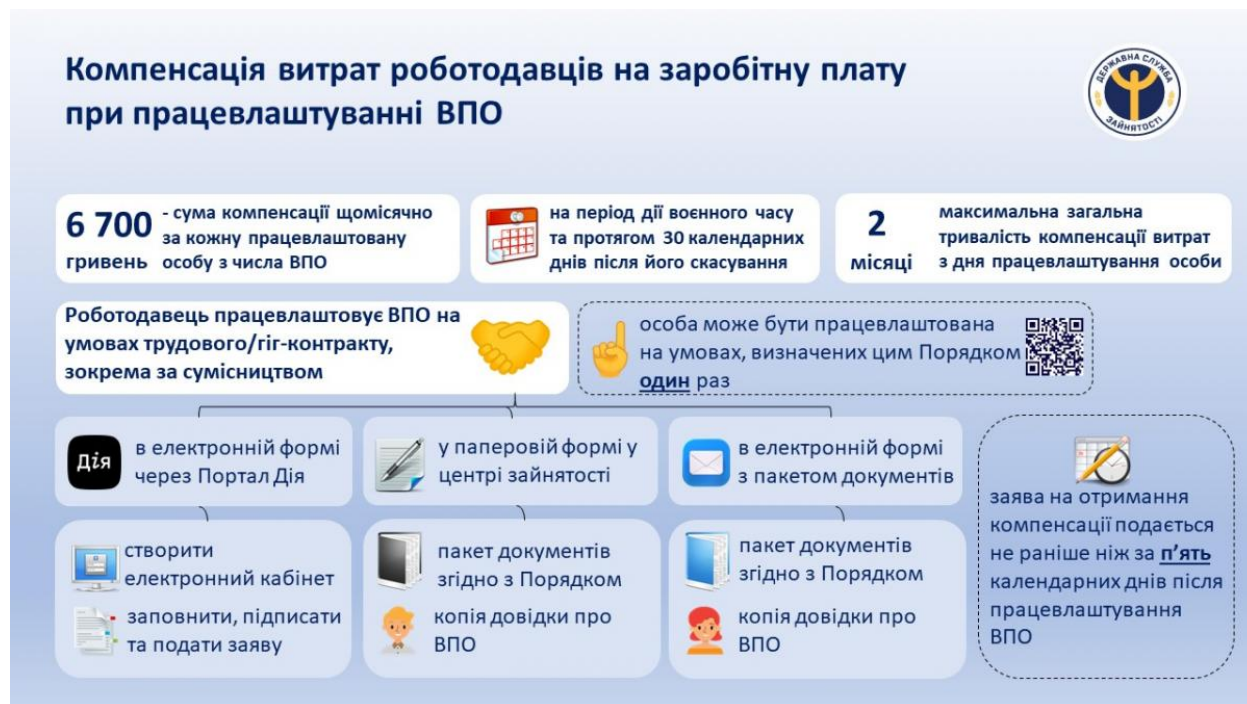 Компенсація витрат роботодавців на заробітну плату
при працевлаштуванні ВПО
ДЕРЖАВНА СЛУЖБА
ЗАЙНЯТОСТІ
6 700
гривень
- сума компенсації щомісячно
за кожну працевлаштовану
особу з числа ВПО
на період дії воєнного часу
та протягом 30 календарних
днів після його скасування
2
місяці
максимальна загальна
тривалість компенсації витрат
з дня працевлаштування особи
Роботодавець працевлаштовує ВПО на
умовах трудового/гіг-контракту,
зокрема за сумісництвом
особа може бути працевлаштована
на умовах, визначених цим Порядком
один раз
Дія
в електронній формі
через Портал Дія
у паперовій формі у
центрі зайнятості
в електронній формі
з пакетом документів
створити
електронний кабінет
заповнити, підписати
та подати заяву
пакет документів
згідно з Порядком
копія довідки про
ВПО
пакет документів
згідно з Порядком
копія довідки про
ВПО
заява на отримання
компенсації подається
не раніше ніж за п’ять
календарних днів після
працевлаштування
ВПО